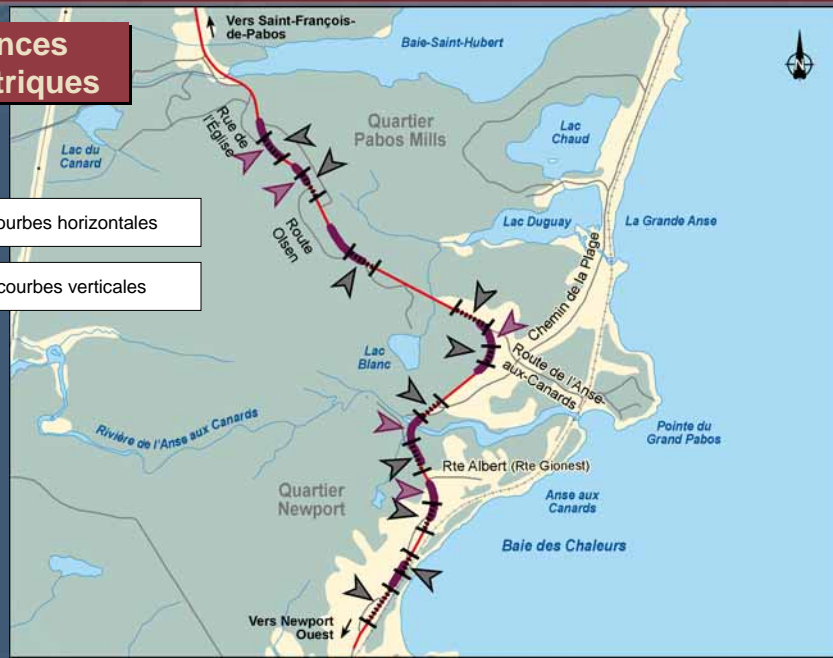 nces
triques
ourbes horizontales
courbes verticales
Vers Saint-François-
de-Pabos
Baie-Saint-Hubert
N
Rue de
l'Église
Quartier
Pabos Mills
Lac
Chaud
Lac du
Canard
Route
Olsen
Lac Duguay
La Grande Anse
Chemin de la Plage
Lac
Blanc
Route de l'Anse-
aux-Canards
Rivière de l'Anse aux Canards
Pointe du
Grand Pabos
Rte Albert (Rte Gionest)
Quartier
Newport
Anse aux
Canards
Baie des Chaleurs
Vers Newport
Ouest